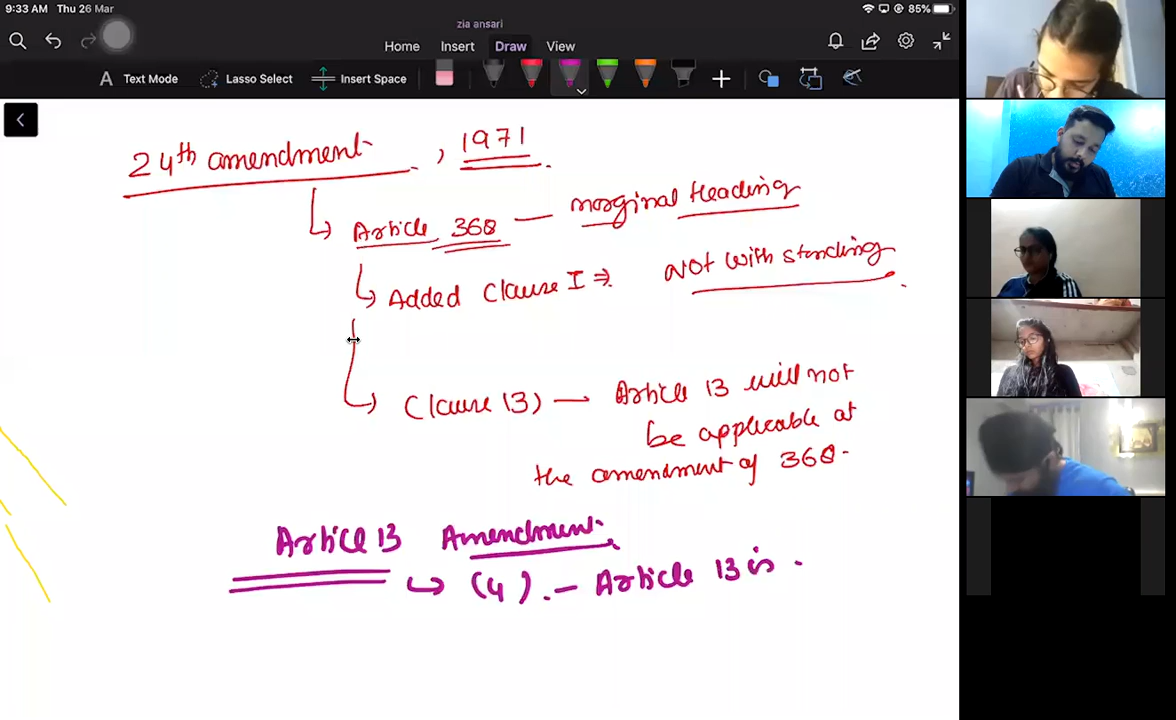 9:33 AM Thu 26 Mar
85%
zia ansari
Home Insert Draw View
Text Mode Lasso Select Insert Space
24th amendment, 1971
Article 368 — marginal Heading
Added Clause I ⇒ Not with standing
Clause 13) — Article 13 will not
be applicable at
the amendment of 368.
Article 13 Amendment.
↪ (4). — Article 13 is .